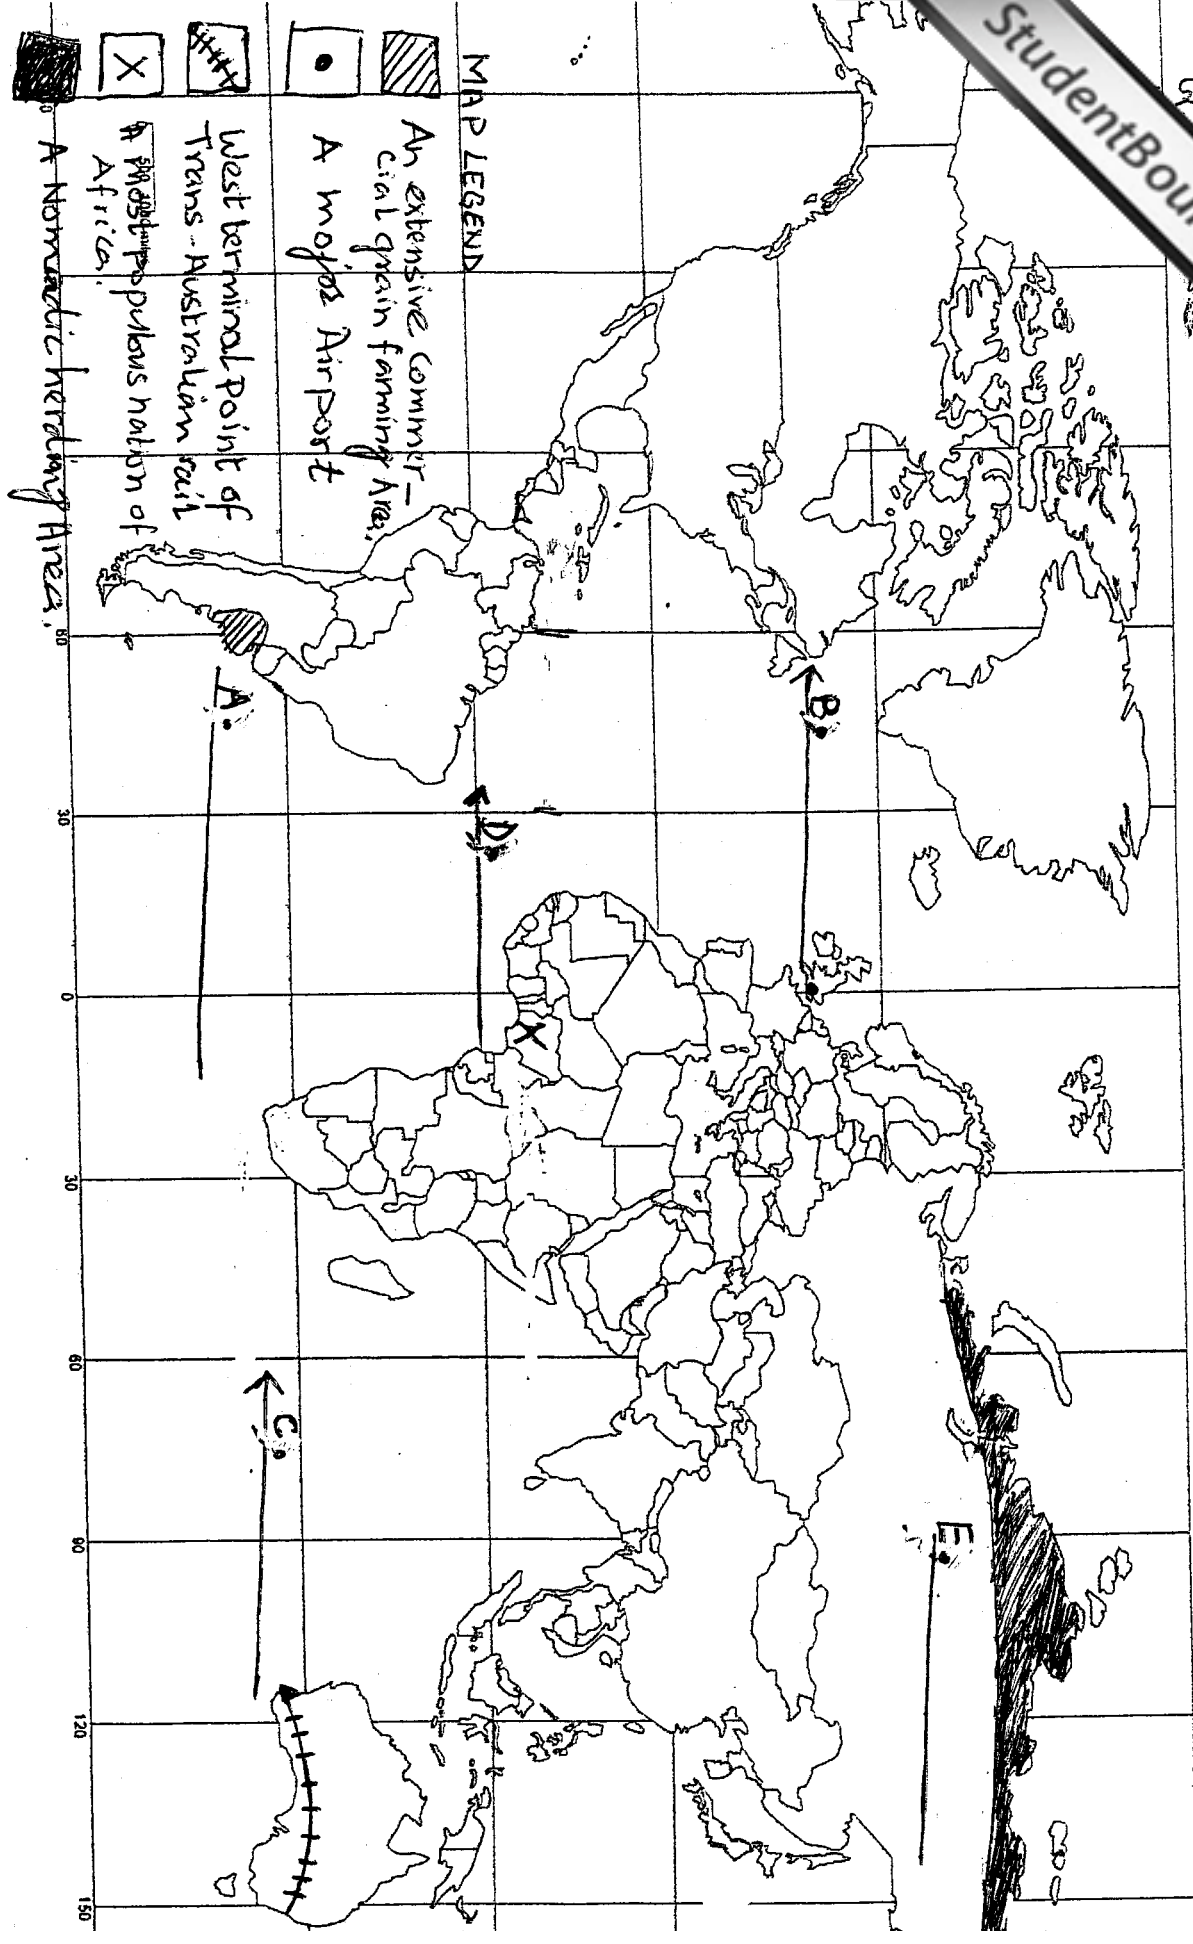 StudentBoun
MAP LEGEND
An extensive commer-
cial grain farming Area.
A major Airport
West terminal Point of
Trans-Australian rail
X
Most populous nation of
Africa.
A Nomadic herding Area.
A.
B.
C.
D.
E.
X
60
30
0
30
60
90
120
150